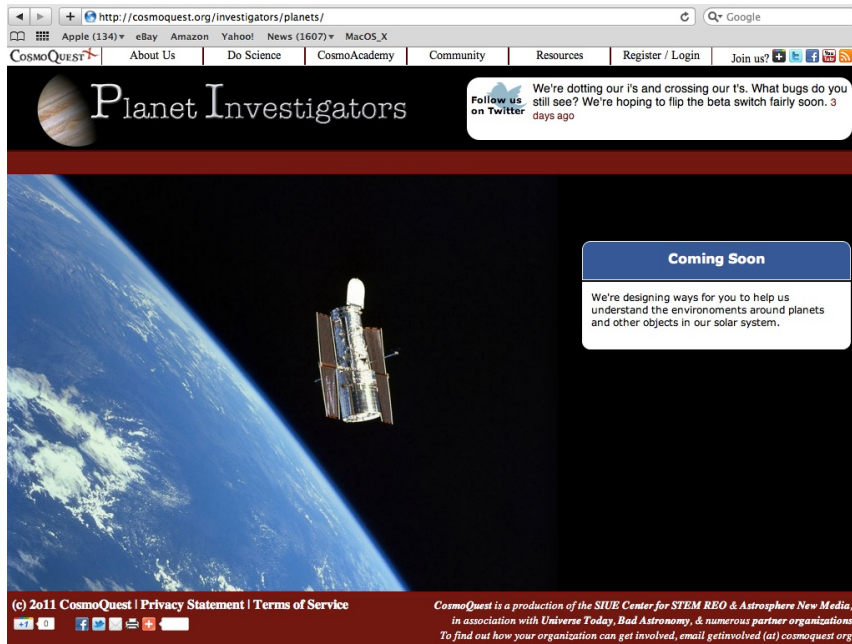 http://cosmoquest.org/investigators/planets/
Google
Apple (134) eBay Amazon Yahoo! News (1607) MacOS_X
COSMOQUEST About Us Do Science CosmoAcademy Community Resources Register / Login Join us?
Planet Investigators
Follow us on Twitter
We're dotting our i's and crossing our t's. What bugs do you
still see? We're hoping to flip the beta switch fairly soon. 3
days ago
Coming Soon
We're designing ways for you to help us
understand the environoments around planets
and other objects in our solar system.
(c) 2011 CosmoQuest | Privacy Statement | Terms of Service
+1 0
CosmoQuest is a production of the SIUE Center for STEM REO & Astrosphere New Media,
in association with Universe Today, Bad Astronomy, & numerous partner organizations
To find out how your organization can get involved, email getinvolved (at) cosmoquest org